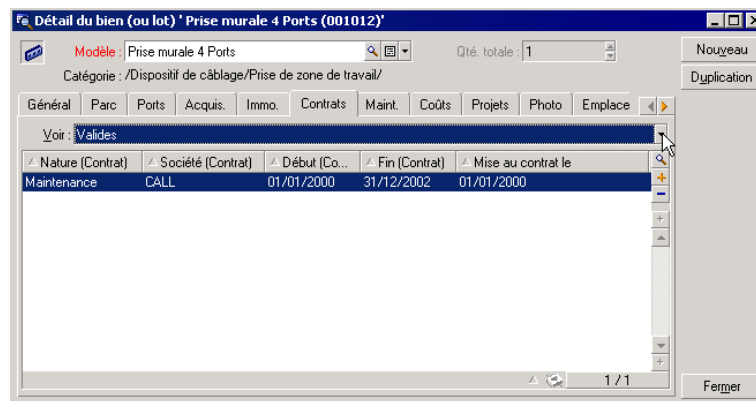 Détail du bien (ou lot) ' Prise murale 4 Ports (001012)'
Modèle : Prise murale 4 Ports Qté. totale : 1 Nouveau
Catégorie : /Dispositif de câblage/Prise de zone de travail/ Duplication
Général Parc Ports Acquis. Immo. Contrats Maint. Coûts Projets Photo Emplace
Voir : Valides
Nature (Contrat) Société (Contrat) Début (Co... Fin (Contrat) Mise au contrat le
Maintenance CALL 01/01/2000 31/12/2002 01/01/2000
1 / 1 Fermer